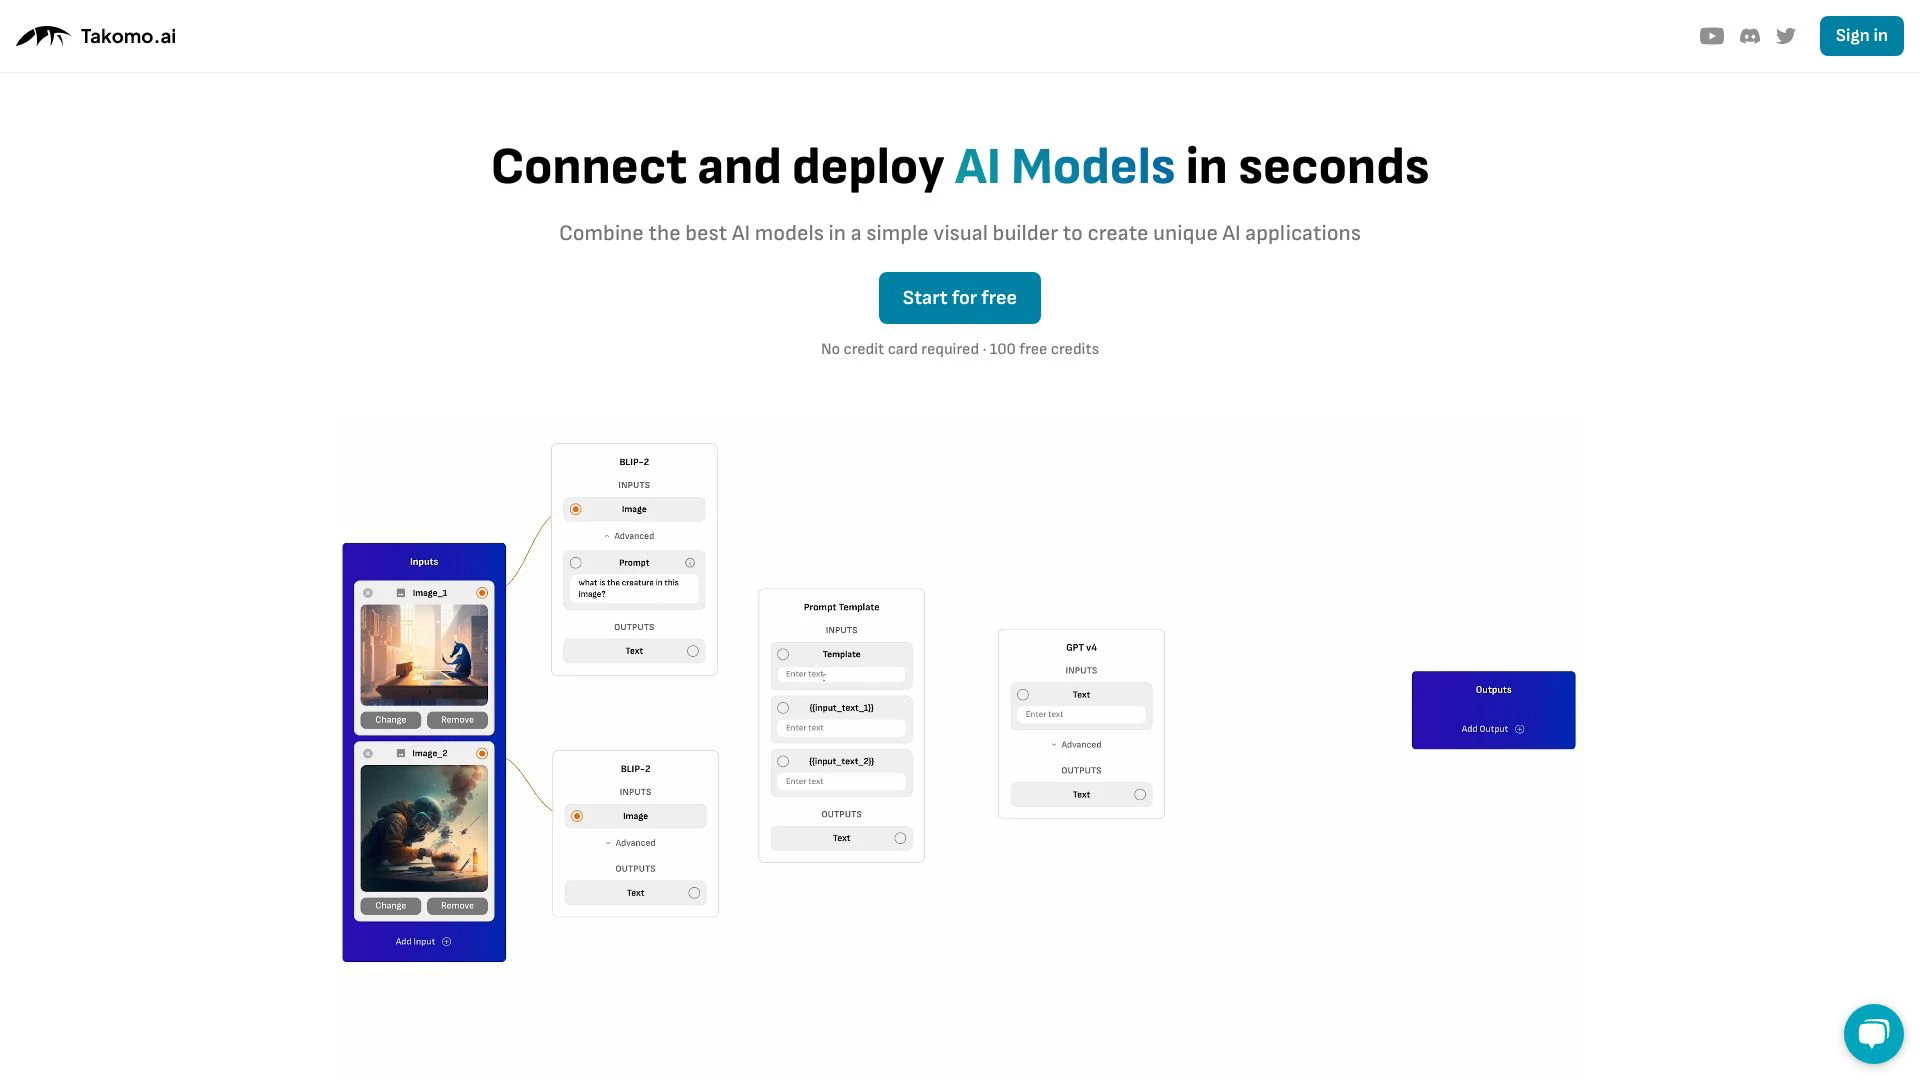 Takomo.ai
Sign in
Connect and deploy AI Models in seconds
Combine the best AI models in a simple visual builder to create unique AI applications
Start for free
No credit card required · 100 free credits
Inputs
Image_1
Change
Remove
Image_2
Change
Remove
Add Input
BLIP-2
INPUTS
Image
Advanced
Prompt
what is the creature in this
image?
OUTPUTS
Text
BLIP-2
INPUTS
Image
Advanced
OUTPUTS
Text
Prompt Template
INPUTS
Template
Enter text
{{input_text_1}}
Enter text
{{input_text_2}}
Enter text
OUTPUTS
Text
GPT v4
INPUTS
Text
Enter text
Advanced
OUTPUTS
Text
Outputs
Add Output